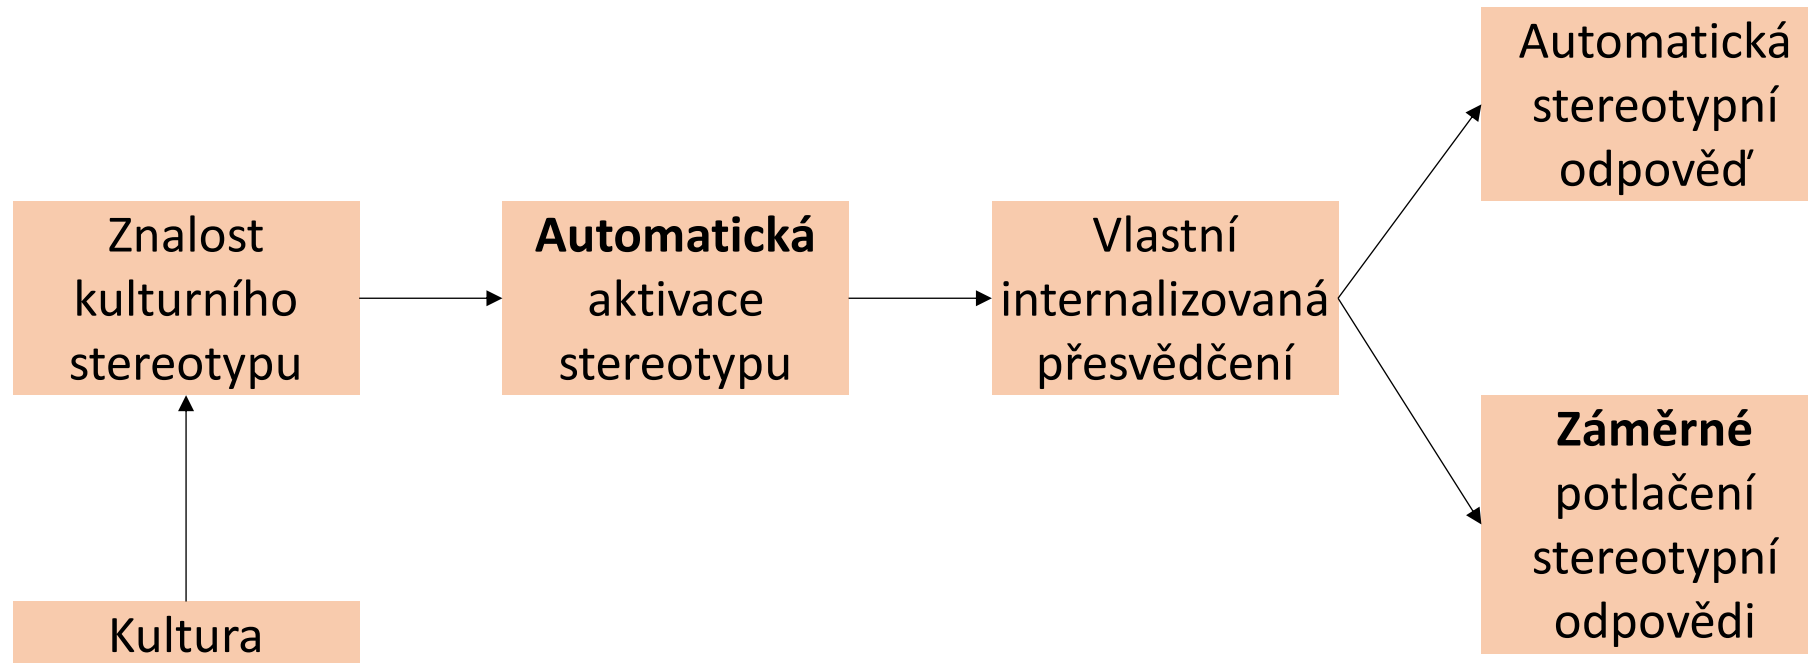 Znalost
kulturního
stereotypu
Automatická
aktivace
stereotypu
Vlastní
internalizovaná
přesvědčení
Automatická
stereotypní
odpověď
Záměrné
potlačení
stereotypní
odpovědi
Kultura